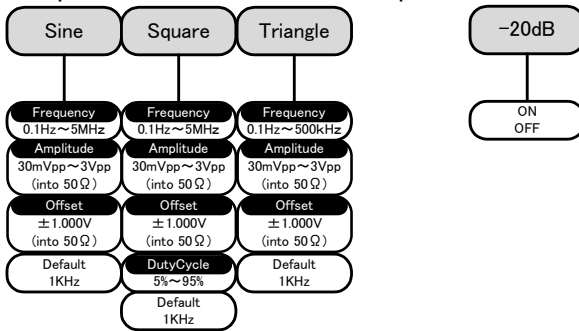 Sine
Square
Triangle
-20dB
Frequency
0.1Hz～5MHz
Amplitude
30mVpp～3Vpp
(into 50Ω)
Offset
±1.000V
(into 50Ω)
Default
1KHz
Frequency
0.1Hz～5MHz
Amplitude
30mVpp～3Vpp
(into 50Ω)
Offset
±1.000V
(into 50Ω)
DutyCycle
5%～95%
Default
1KHz
Frequency
0.1Hz～500kHz
Amplitude
30mVpp～3Vpp
(into 50Ω)
Offset
±1.000V
(into 50Ω)
Default
1KHz
ON
OFF